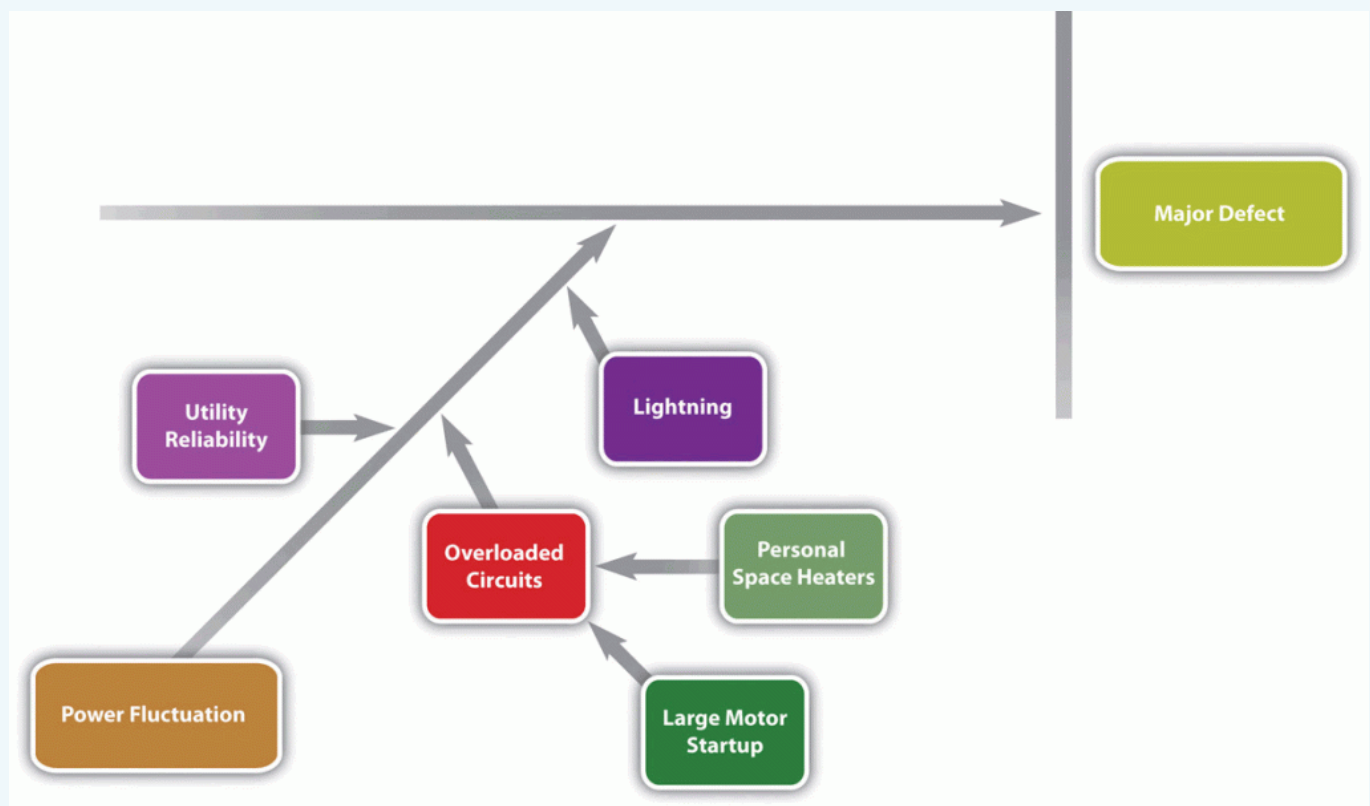 Major Defect
Utility
Reliability
Lightning
Overloaded
Circuits
Personal
Space Heaters
Power Fluctuation
Large Motor
Startup